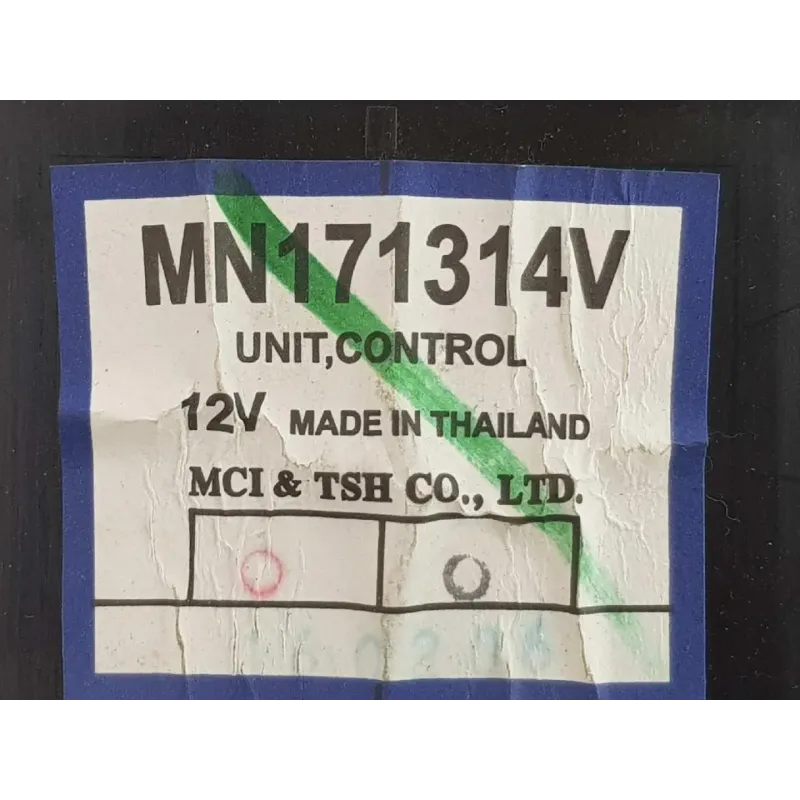 MN171314V
UNIT,CONTROL
12V MADE IN THAILAND
MCI & TSH CO., LTD.